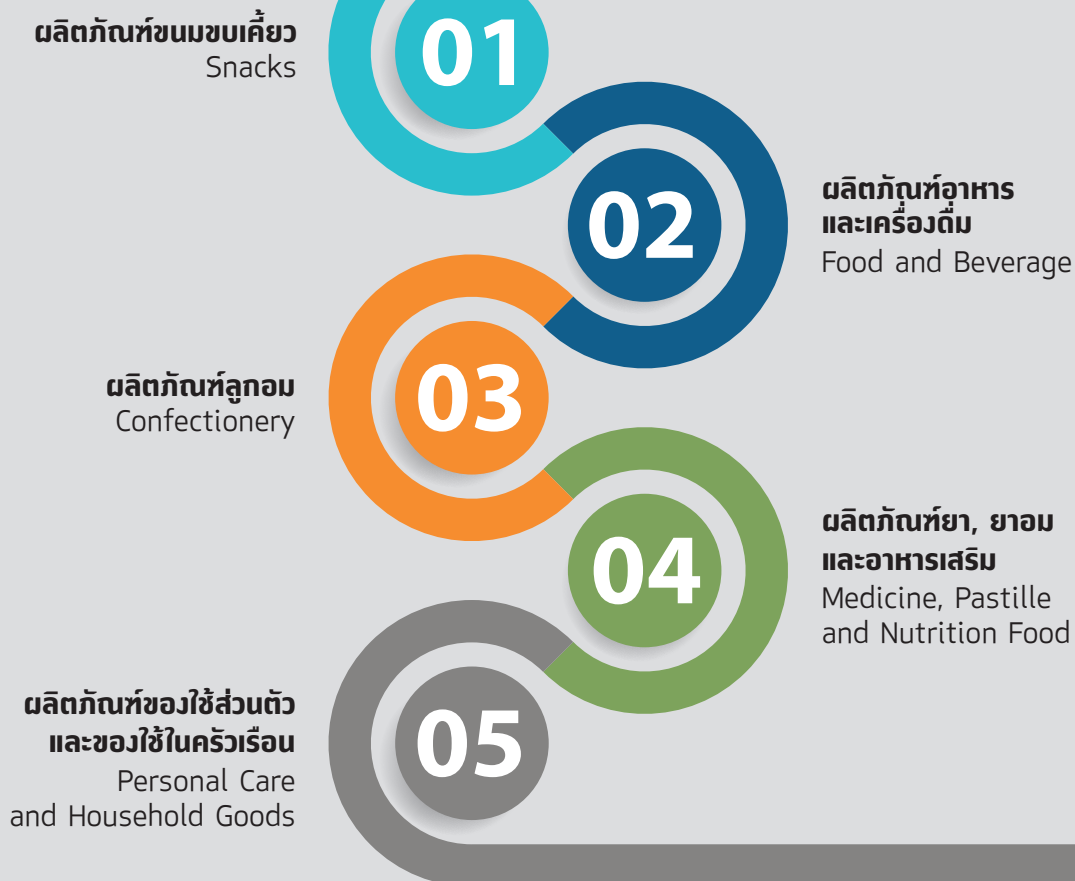 ผลิตภัณฑ์ขนมขบเคี้ยว
Snacks
01
02
ผลิตภัณฑ์อาหาร
และเครื่องดื่ม
Food and Beverage
ผลิตภัณฑ์ลูกอม
Confectionery
03
04
ผลิตภัณฑ์ยา, ยาอม
และอาหารเสริม
Medicine, Pastille
and Nutrition Food
ผลิตภัณฑ์ของใช้ส่วนตัว
และของใช้ในครัวเรือน
Personal Care
and Household Goods
05